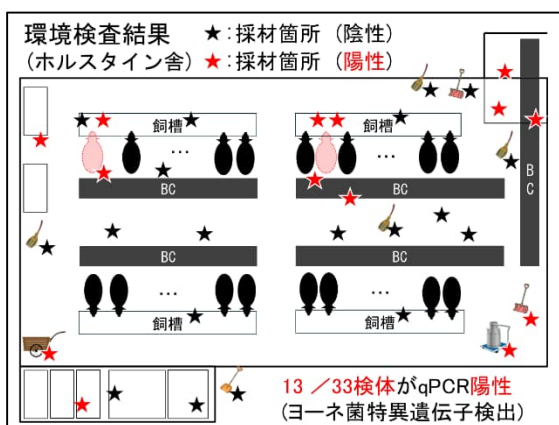 環境検査結果 ★:採材箇所(陰性)
(ホルスタイン舎) ★:採材箇所(陽性)
飼槽 飼槽
… …
BC BC
BC
BC BC
… …
飼槽 飼槽
13／33検体がqPCR陽性
(ヨーネ菌特異遺伝子検出)